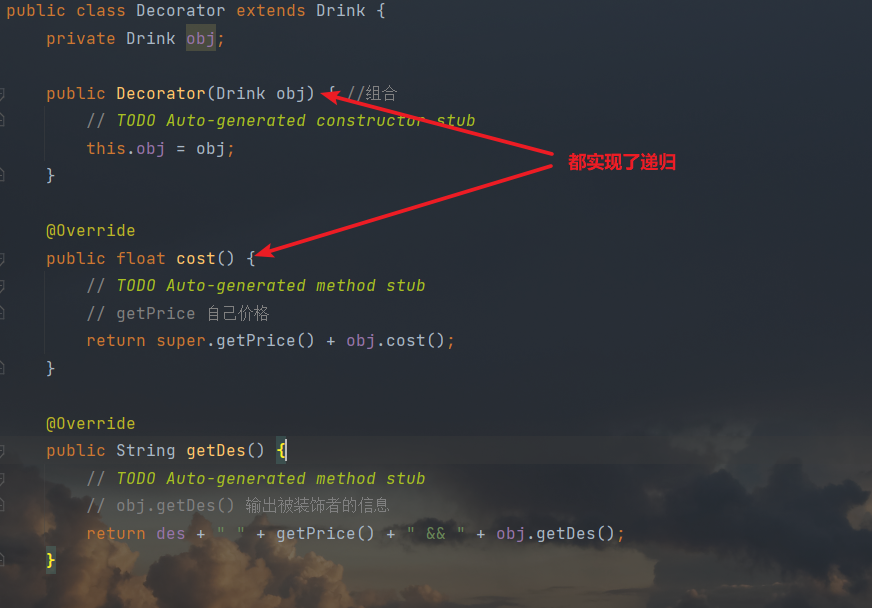 public class Decorator extends Drink {
private Drink obj;
public Decorator(Drink obj) { //组合
// TODO Auto-generated constructor stub
this.obj = obj;
都实现了递归
}
@Override
public float cost() {
// TODO Auto-generated method stub
// getPrice 自己价格
return super.getPrice() + obj.cost();
}
@Override
public String getDes() {
// TODO Auto-generated method stub
// obj.getDes() 输出被装饰者的信息
return des + " " + getPrice() + " && " + obj.getDes();
}